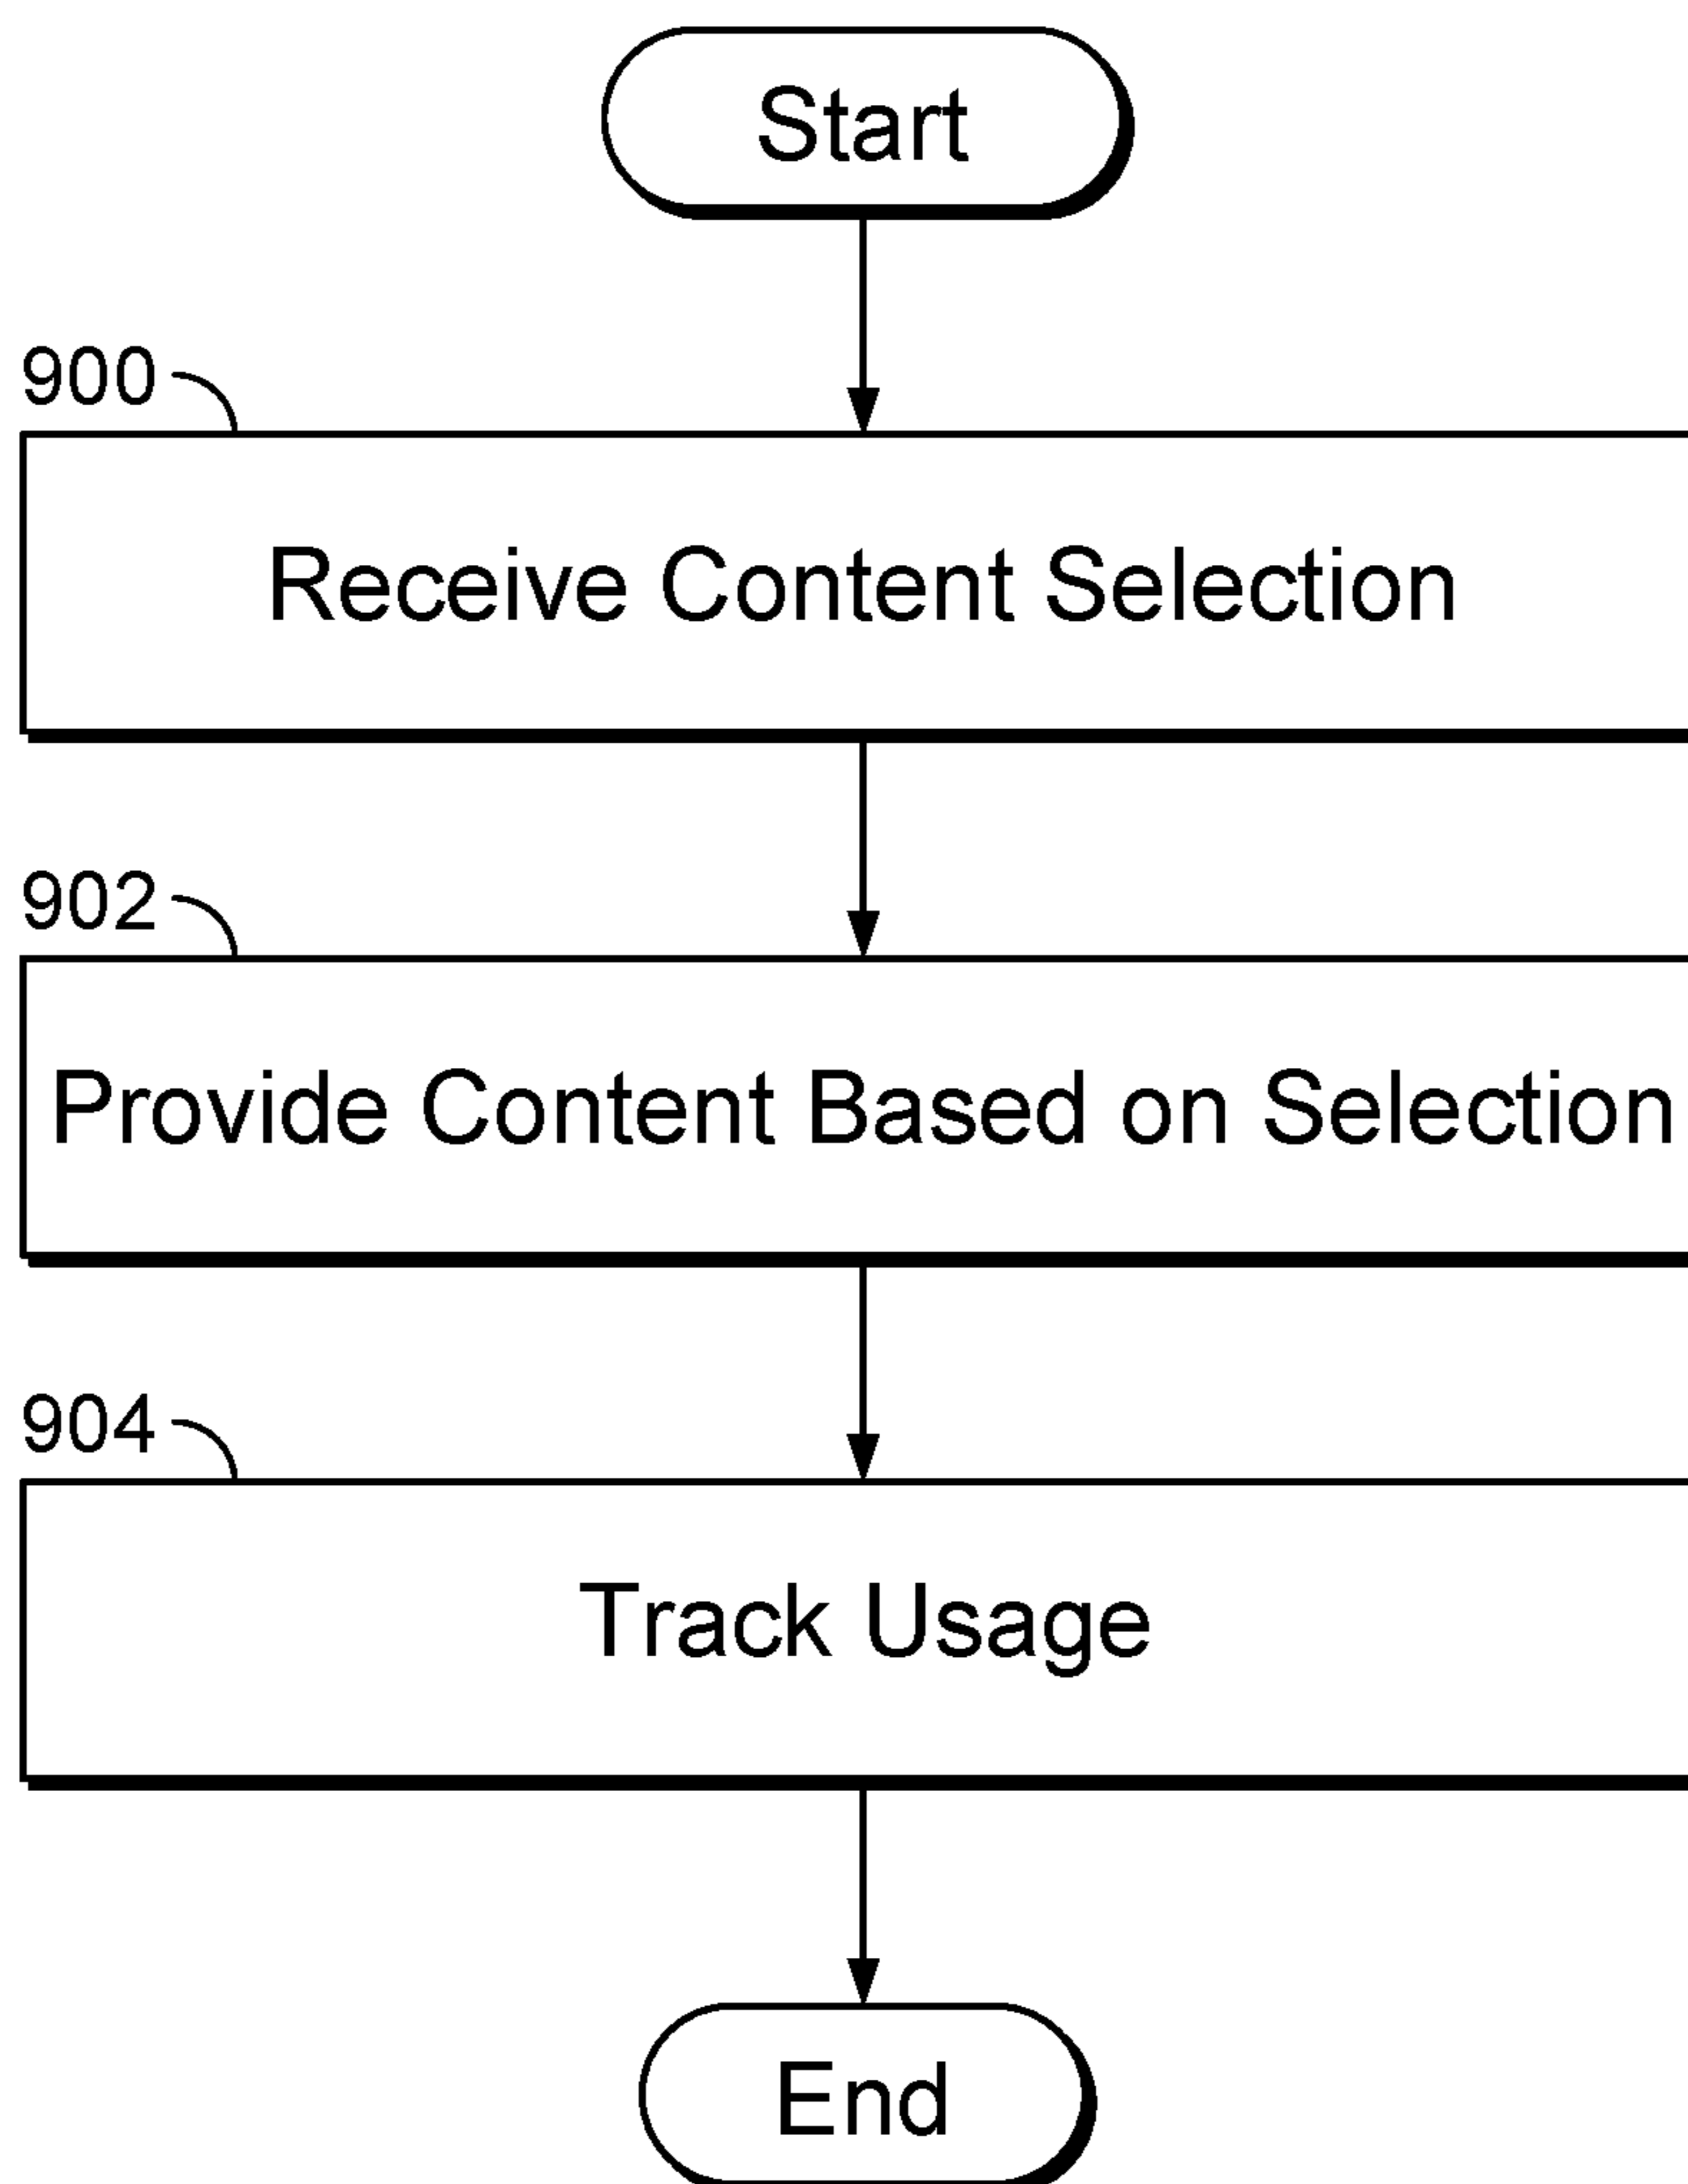 Start
900
Receive Content Selection
902
Provide Content Based on Selection
904
Track Usage
End